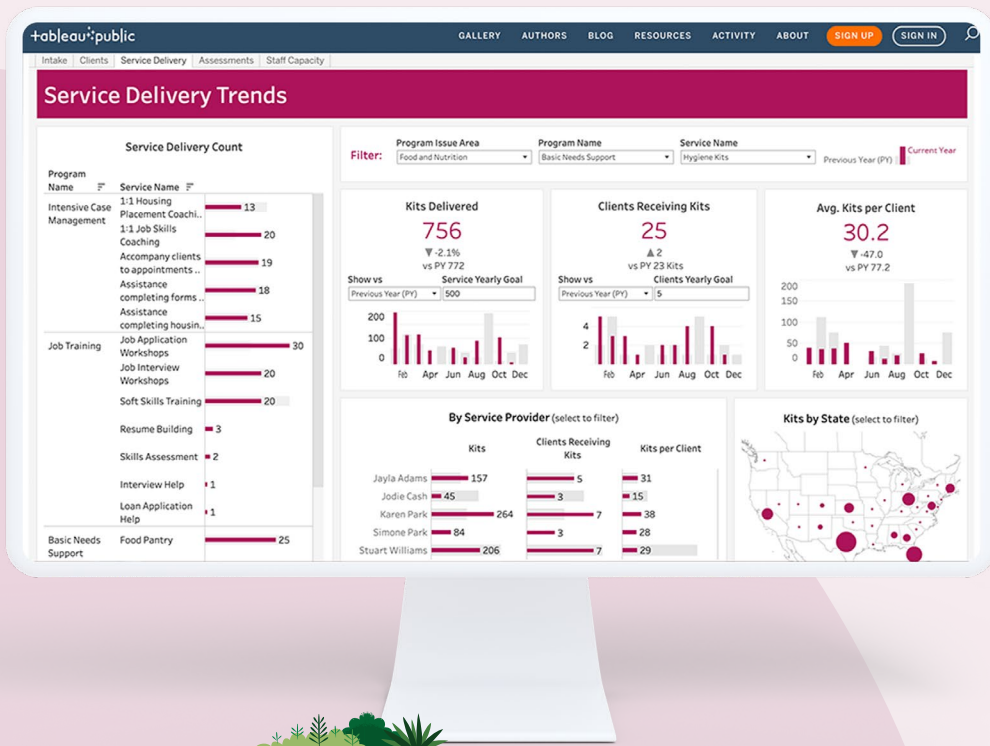 +ableau public
GALLERY AUTHORS BLOG RESOURCES ACTIVITY ABOUT SIGN UP SIGN IN
Intake Clients Service Delivery Assessments Staff Capacity
Service Delivery Trends
Service Delivery Count
Program
Name Service Name
Intensive Case
Management
1:1 Housing
Placement Coachi..
13
1:1 Job Skills
Coaching
20
Accompany clients
to appointments ..
19
Assistance
completing forms ..
18
Assistance
completing housin..
15
Job Training
Job Application
Workshops
30
Job Interview
Workshops
20
Soft Skills Training 20
Resume Building 3
Skills Assessment 2
Interview Help 1
Loan Application
Help
1
Basic Needs
Support
Food Pantry 25
Filter:
Program Issue Area
Food and Nutrition
Program Name
Basic Needs Support
Service Name
Hygiene Kits
Previous Year (PY)
Current Year
Kits Delivered
756
▼-2.1%
vs PY 772
Show vs Service Yearly Goal
Previous Year (PY) 500
200
100
0
Feb Apr Jun Aug Oct Dec
Clients Receiving Kits
25
▲2
vs PY 23 Kits
Show vs Clients Yearly Goal
Previous Year (PY) 5
4
2
Feb Apr Jun Aug Oct Dec
Avg. Kits per Client
30.2
▼-47.0
vs PY 77.2
200
150
100
50
0
Feb Apr Jun Aug Oct Dec
By Service Provider (select to filter)
Kits
Clients Receiving
Kits
Kits per Client
Jayla Adams 157 5 31
Jodie Cash 45 3 15
Karen Park 264 7 38
Simone Park 84 3 28
Stuart Williams 206 7 29
Kits by State (select to filter)